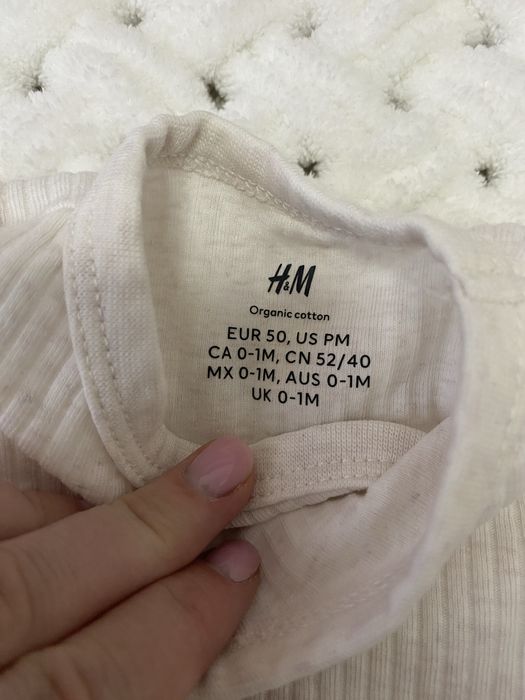 H&M
Organic cotton
EUR 50, US PM
CA 0-1M, CN 52/40
MX 0-1M, AUS 0-1M
UK 0-1M